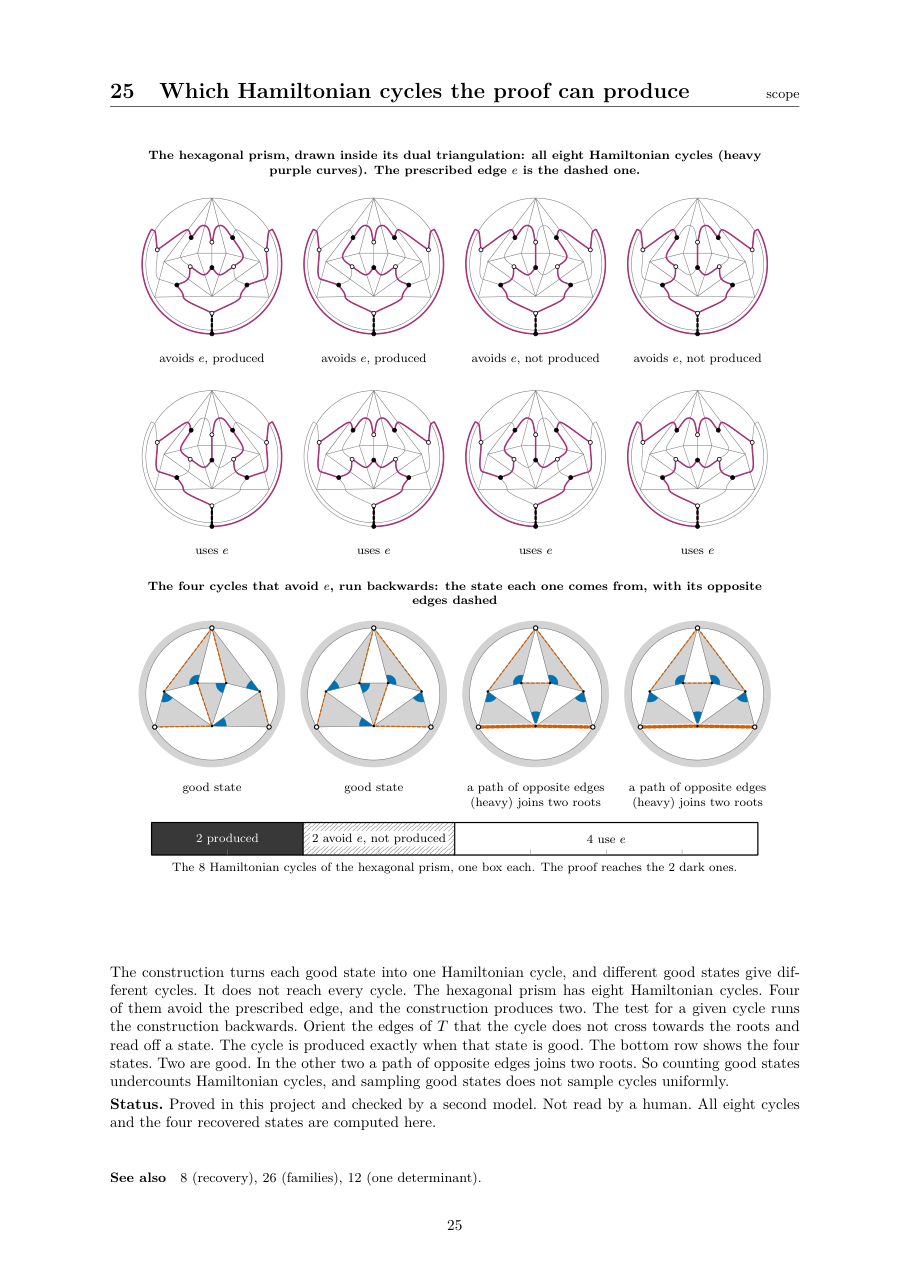 25 Which Hamiltonian cycles the proof can produce scope
The hexagonal prism, drawn inside its dual triangulation: all eight Hamiltonian cycles (heavy
purple curves). The prescribed edge e is the dashed one.
avoids e, produced
avoids e, produced
avoids e, not produced
avoids e, not produced
uses e
uses e
uses e
uses e
The four cycles that avoid e, run backwards: the state each one comes from, with its opposite
edges dashed
good state
good state
a path of opposite edges
(heavy) joins two roots
a path of opposite edges
(heavy) joins two roots
2 produced
2 avoid e, not produced
4 use e
The 8 Hamiltonian cycles of the hexagonal prism, one box each. The proof reaches the 2 dark ones.
The construction turns each good state into one Hamiltonian cycle, and different good states give dif-
ferent cycles. It does not reach every cycle. The hexagonal prism has eight Hamiltonian cycles. Four
of them avoid the prescribed edge, and the construction produces two. The test for a given cycle runs
the construction backwards. Orient the edges of T that the cycle does not cross towards the roots and
read off a state. The cycle is produced exactly when that state is good. The bottom row shows the four
states. Two are good. In the other two a path of opposite edges joins two roots. So counting good states
undercounts Hamiltonian cycles, and sampling good states does not sample cycles uniformly.
Status. Proved in this project and checked by a second model. Not read by a human. All eight cycles
and the four recovered states are computed here.
See also 8 (recovery), 26 (families), 12 (one determinant).
25